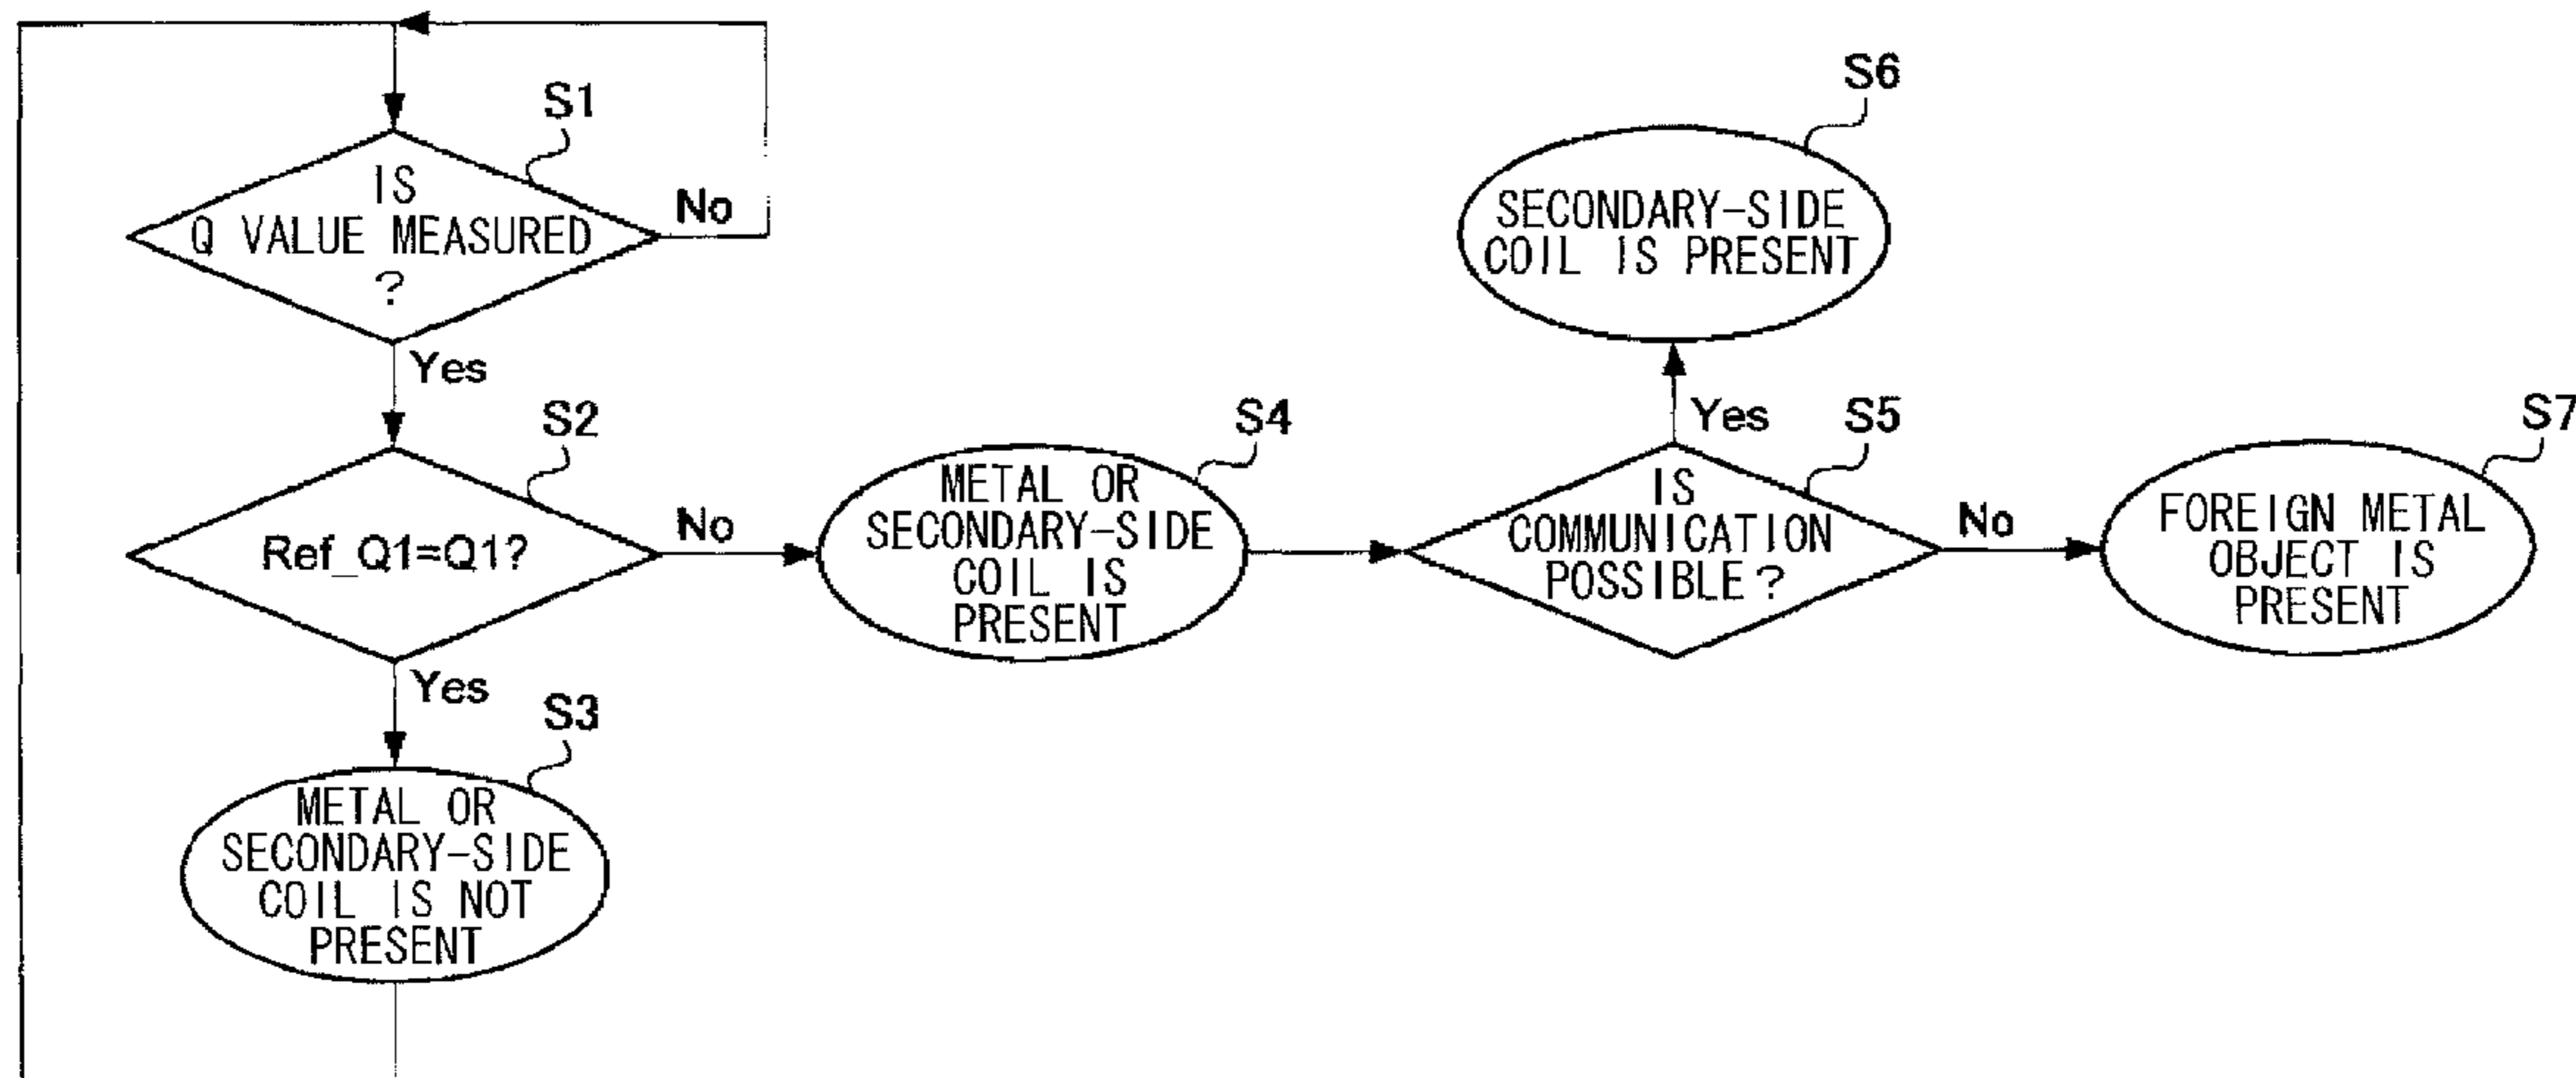 S1
IS
Q VALUE MEASURED
?
No
Yes
S2
Ref_Q1=Q1?
No
Yes
S3
METAL OR
SECONDARY-SIDE
COIL IS NOT
PRESENT
S4
METAL OR
SECONDARY-SIDE
COIL IS
PRESENT
S5
IS
COMMUNICATION
POSSIBLE?
Yes
No
S6
SECONDARY-SIDE
COIL IS PRESENT
S7
FOREIGN METAL
OBJECT IS
PRESENT